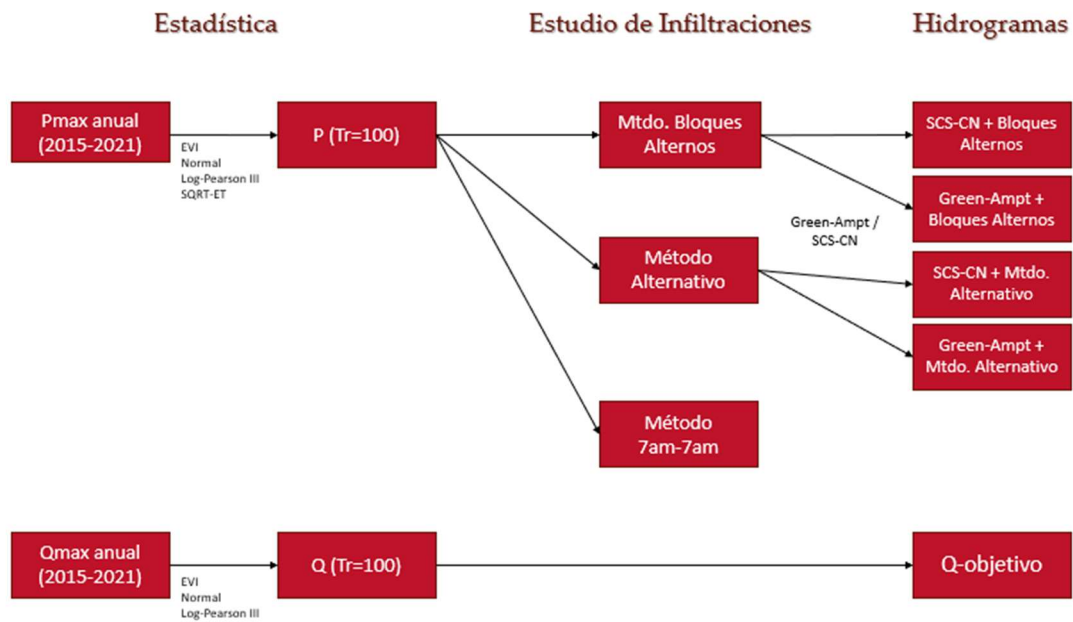 Estadística
Estudio de Infiltraciones
Hidrogramas
Pmax anual
(2015-2021)
EVI
Normal
Log-Pearson III
SQRT-ET
P (Tr=100)
Mtdo. Bloques
Alternos
SCS-CN + Bloques
Alternos
Green-Ampt +
Bloques Alternos
Green-Ampt /
SCS-CN
Método
Alternativo
SCS-CN + Mtdo.
Alternativo
Green-Ampt +
Mtdo. Alternativo
Método
7am-7am
Qmax anual
(2015-2021)
EVI
Normal
Log-Pearson III
Q (Tr=100)
Q-objetivo